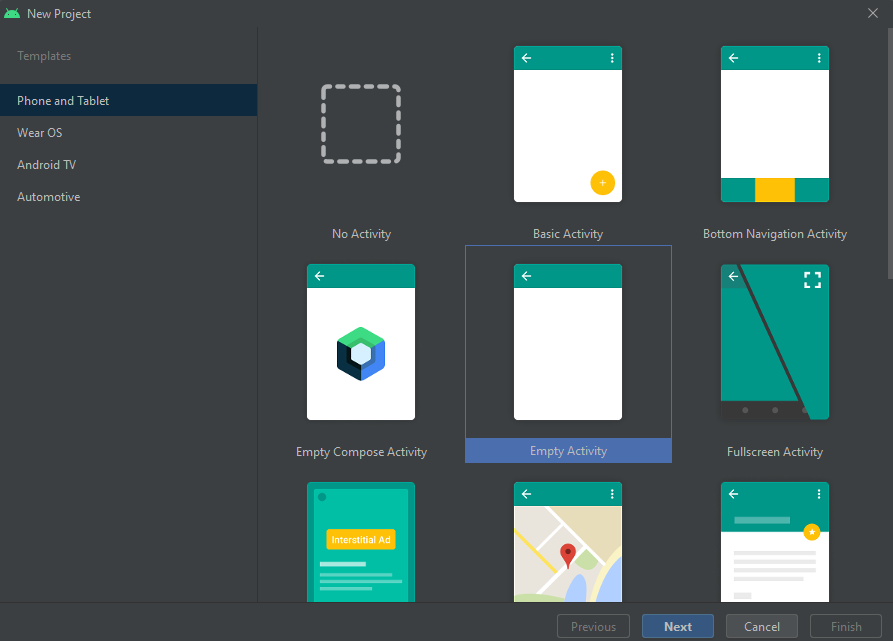 New Project
Templates
Phone and Tablet
Wear OS
Android TV
Automotive
No Activity
Basic Activity
Bottom Navigation Activity
Empty Compose Activity
Empty Activity
Fullscreen Activity
Interstitial Ad
Previous
Next
Cancel
Finish